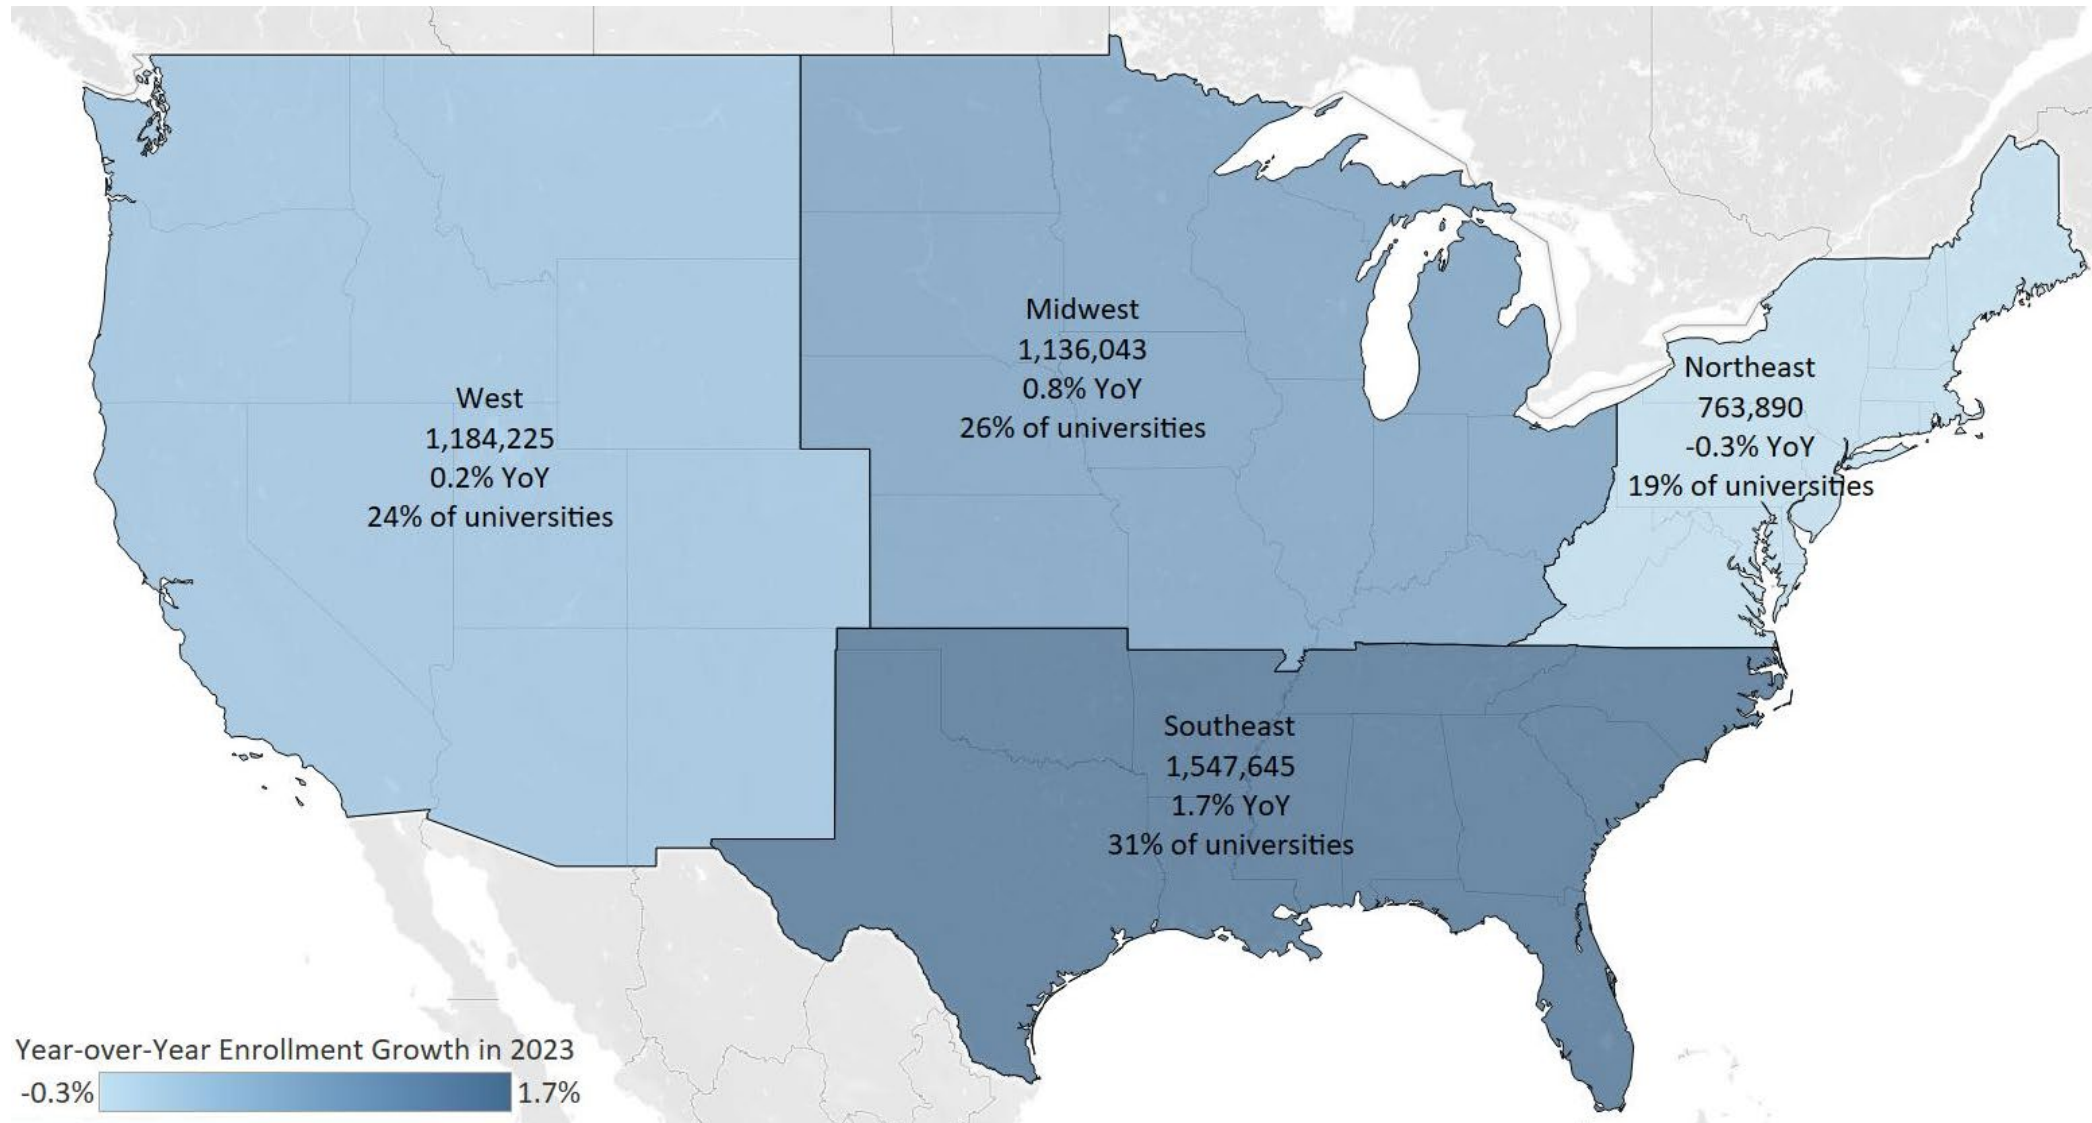 Midwest
1,136,043
0.8% YoY
26% of universities
Northeast
763,890
-0.3% YoY
19% of universities
West
1,184,225
0.2% YoY
24% of universities
Southeast
1,547,645
1.7% YoY
31% of universities
Year-over-Year Enrollment Growth in 2023
-0.3% 1.7%